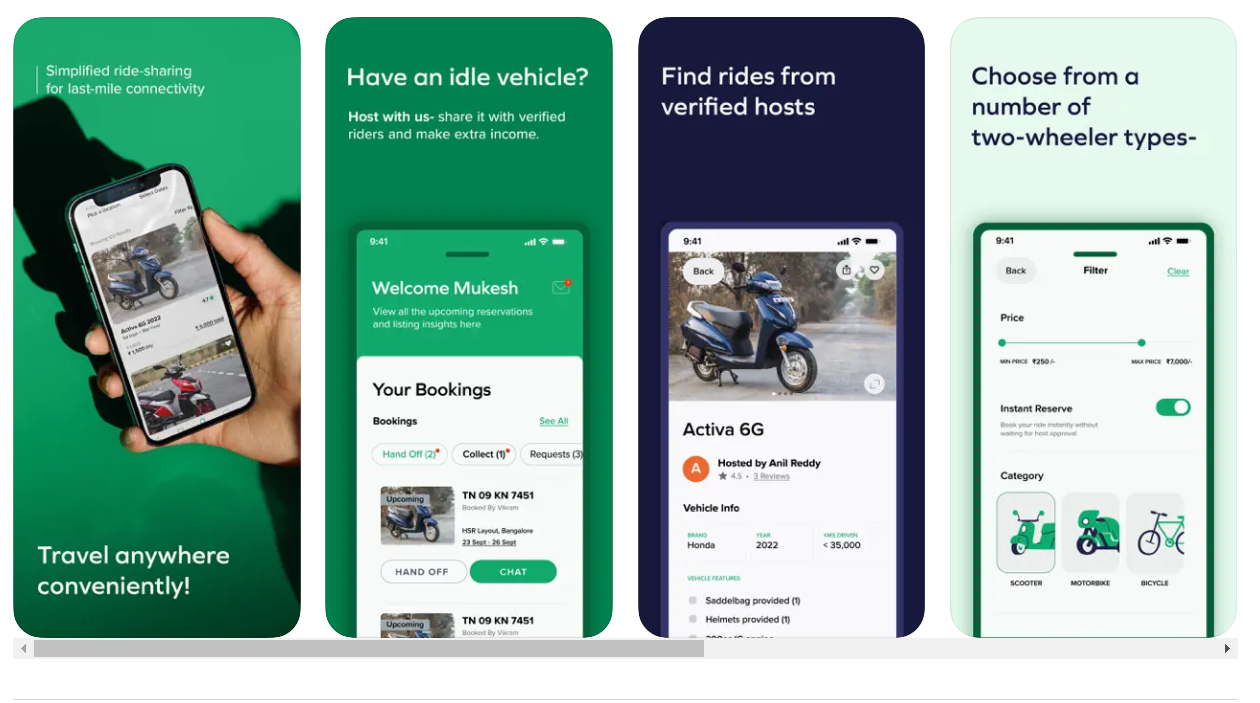 Simplified ride-sharing
for last-mile connectivity
Pick a location
Select Dates
Activa 6G 2022
4.7★
₹ 1,500/day
Travel anywhere
conveniently!
Have an idle vehicle?
Host with us- share it with verified
riders and make extra income.
9:41
Welcome Mukesh
View all the upcoming reservations
and listing insights here
Your Bookings
Bookings
See All
Hand Off (2)
Collect (1)
Requests (3)
Upcoming
TN 09 KN 7451
Booked By Vikram
HSR Layout, Bangalore
23 Sept - 26 Sept
HAND OFF
CHAT
Upcoming
TN 09 KN 7451
Booked By Vikram
Find rides from
verified hosts
9:41
Back
Activa 6G
A
Hosted by Anil Reddy
★ 4.5 • 3 Reviews
Vehicle Info
BRAND
Honda
YEAR
2022
KMS DRIVEN
< 35,000
VEHICLE FEATURES
Saddelbag provided (1)
Helmets provided (1)
Choose from a
number of
two-wheeler types-
9:41
Back
Filter
Clear
Price
MIN PRICE ₹250 /-
MAX PRICE ₹7,000/-
Instant Reserve
Book your ride instantly without
waiting for host approval
Category
SCOOTER
MOTORBIKE
BICYCLE